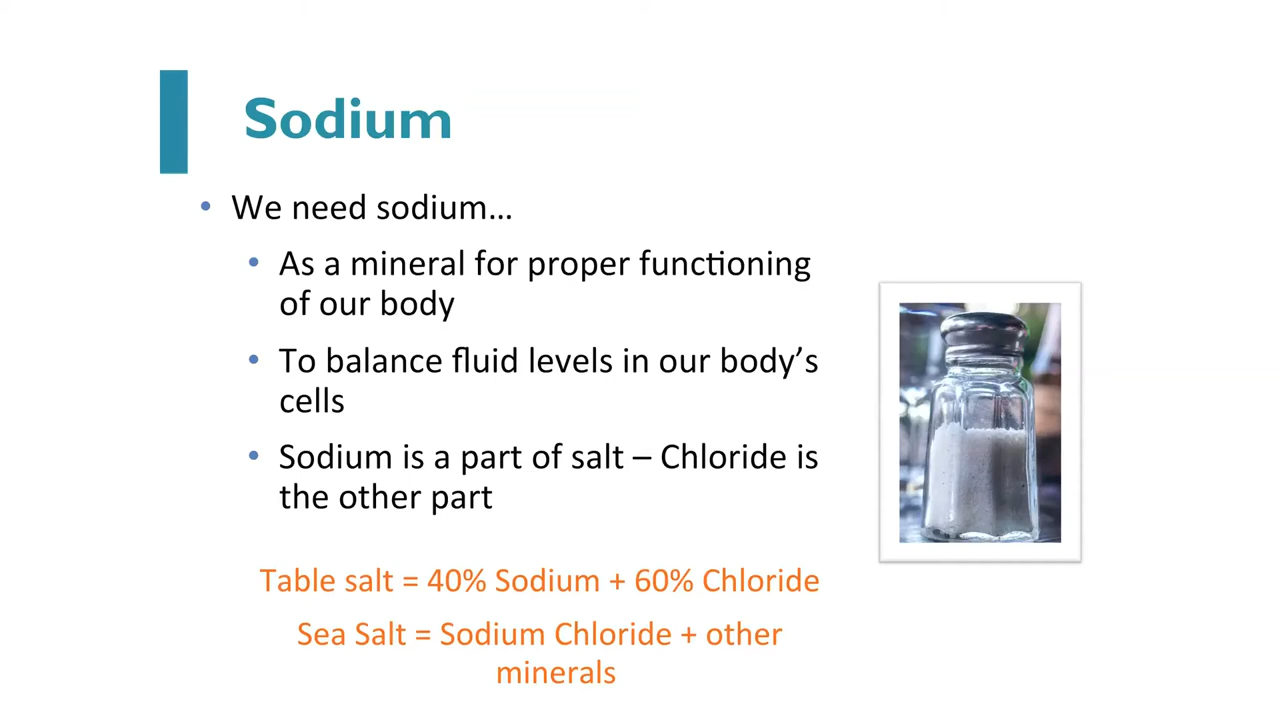 Sodium
• We need sodium...
• As a mineral for proper functioning
of our body
• To balance fluid levels in our body’s
cells
• Sodium is a part of salt – Chloride is
the other part
Table salt = 40% Sodium + 60% Chloride
Sea Salt = Sodium Chloride + other
minerals